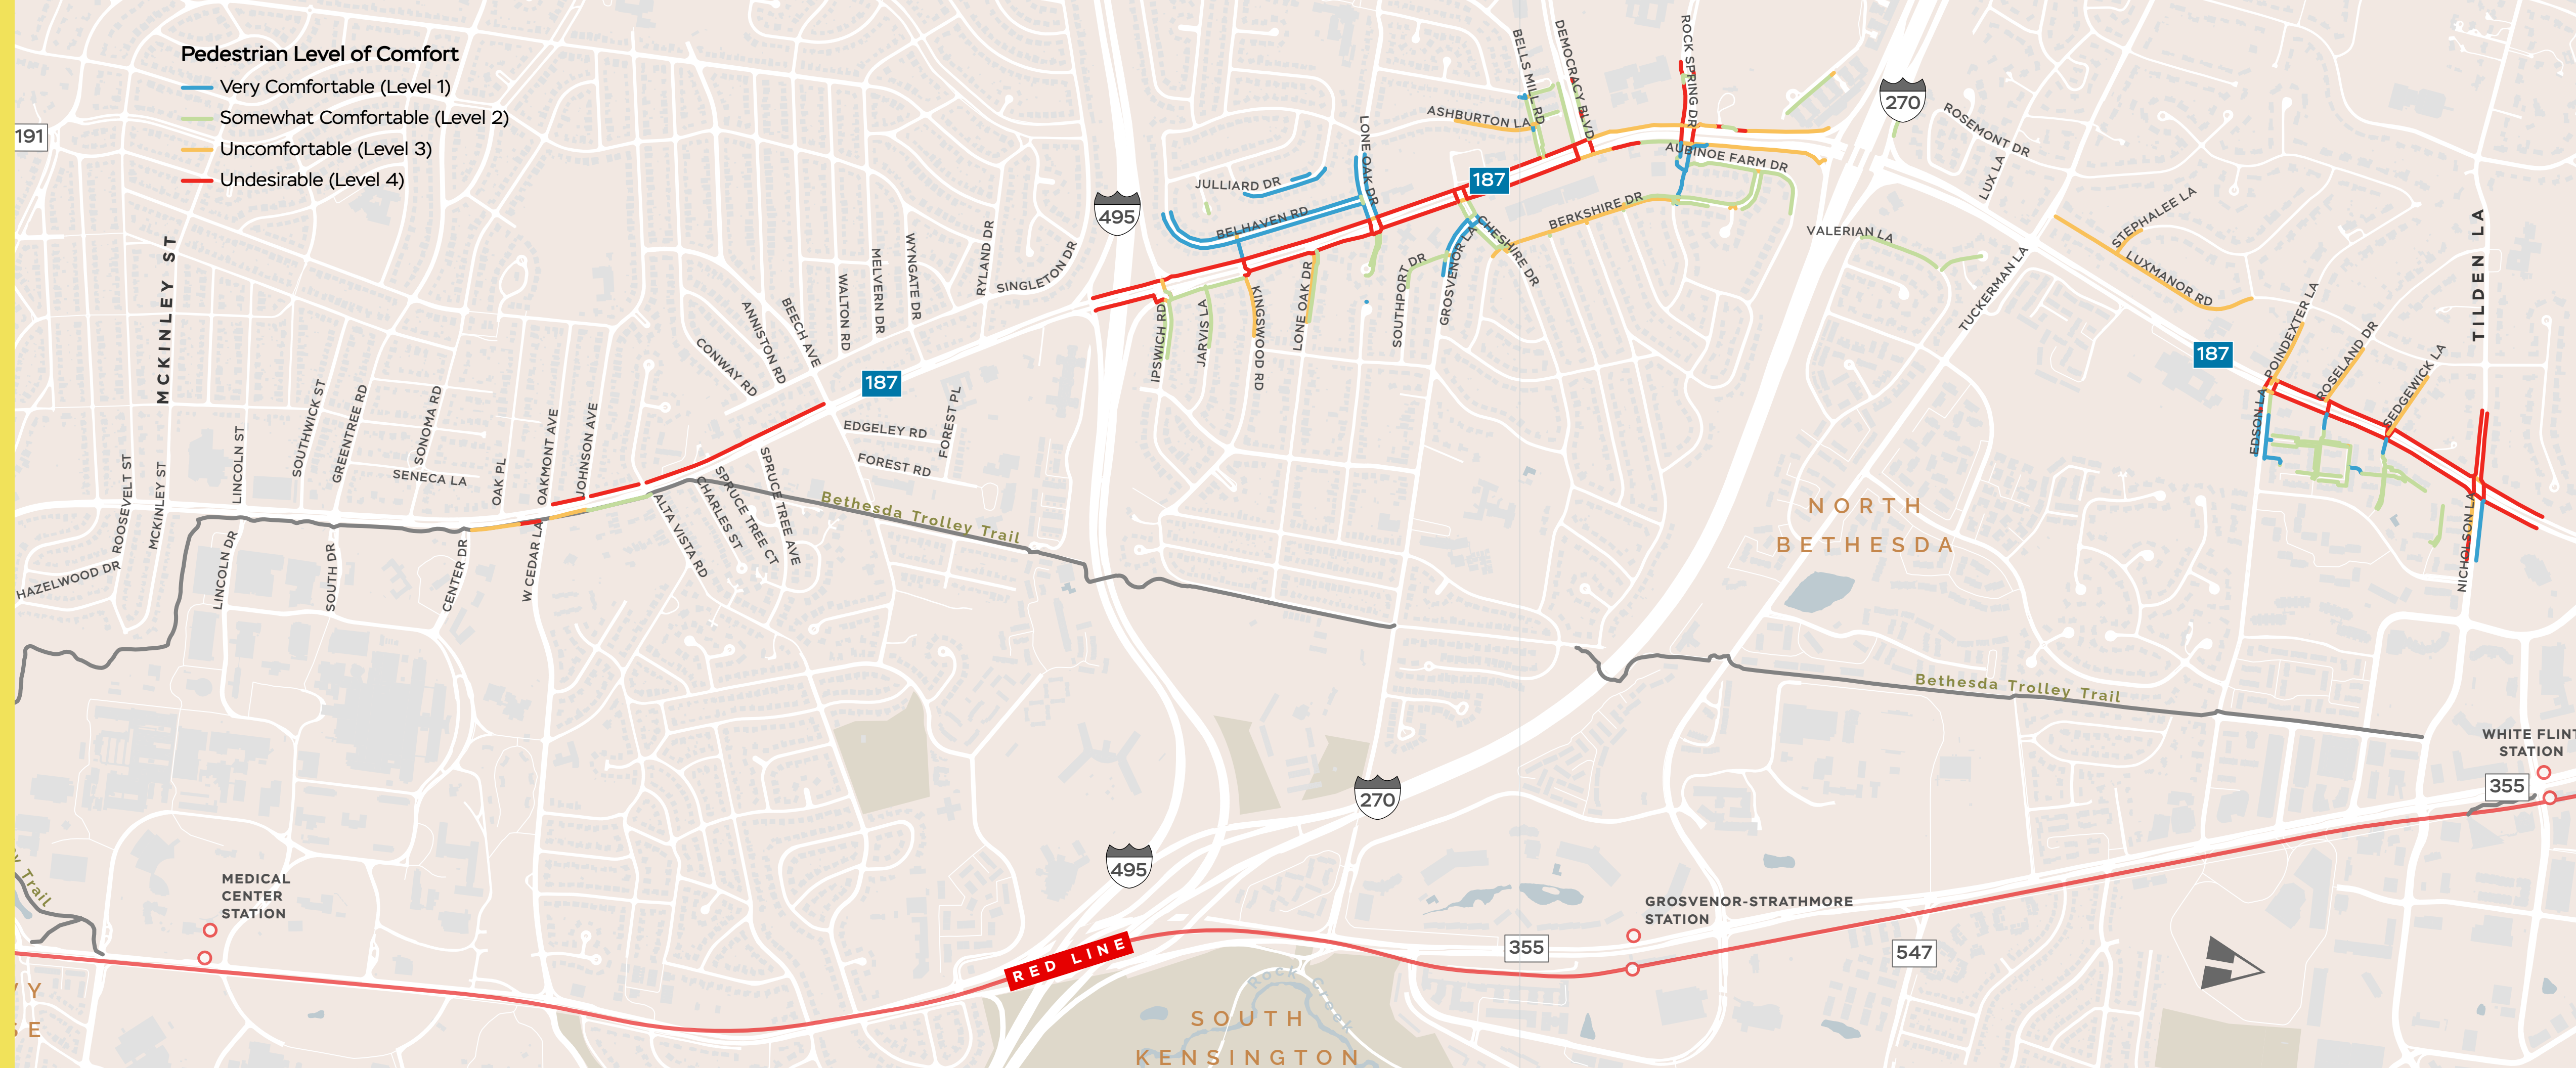 Pedestrian Level of Comfort
Very Comfortable (Level 1)
Somewhat Comfortable (Level 2)
Uncomfortable (Level 3)
Undesirable (Level 4)
191
MCKINLEY ST
ROOSEVELT ST
MCKINLEY ST
HAZELWOOD DR
LINCOLN ST
LINCOLN DR
SOUTHWICK ST
GREENTREE RD
SOUTH DR
SONOMA RD
SENECA LA
CENTER DR
OAK PL
OAKMONT AVE
W CEDAR LA
JOHNSON AVE
ALTA VISTA RD
CHARLES ST
SPRUCE TREE CT
SPRUCE TREE AVE
CONWAY RD
ANNISTON RD
BEECH AVE
WALTON RD
MELVERN DR
WYNGATE DR
187
EDGELEY RD
FOREST RD
FOREST PL
RYLAND DR
SINGLETON DR
Bethesda Trolley Trail
495
JULLIARD DR
BELHAVEN RD
LONE OAK DR
IPSWICH RD
JARVIS LA
KINGSWOOD RD
LONE OAK DR
SOUTHPORT DR
GROSVENOR LA
CHESHIRE DR
BERKSHIRE DR
187
ASHBURTON LA
BELLS MILL RD
DEMOCRACY BLVD
ROCK SPRING DR
AUBINOE FARM DR
270
ROSEMONT DR
LUX LA
VALERIAN LA
TUCKERMAN LA
STEPHALEE LA
LUXMANOR RD
187
POINDEXTER LA
EDSON LA
ROSELAND DR
SEDGEWICK LA
TILDEN LA
NICHOLSON LA
NORTH
BETHESDA
Bethesda Trolley Trail
WHITE FLINT
STATION
355
270
495
MEDICAL
CENTER
STATION
Trail
RED LINE
GROSVENOR-STRATHMORE
STATION
355
547
Rock Creek
SOUTH
KENSINGTON